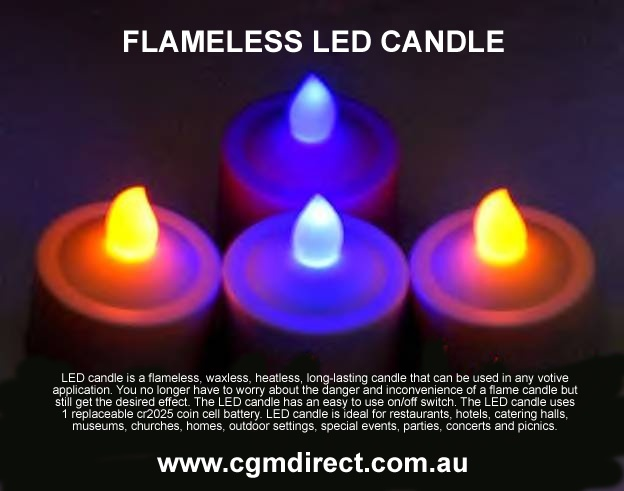 FLAMELESS LED CANDLE
LED candle is a flameless, waxless, heatless, long-lasting candle that can be used in any votive
application. You no longer have to worry about the danger and inconvenience of a flame candle but
still get the desired effect. The LED candle has an easy to use on/off switch. The LED candle uses
1 replaceable cr2025 coin cell battery. LED candle is ideal for restaurants, hotels, catering halls,
museums, churches, homes, outdoor settings, special events, parties, concerts and picnics.
www.cgmdirect.com.au